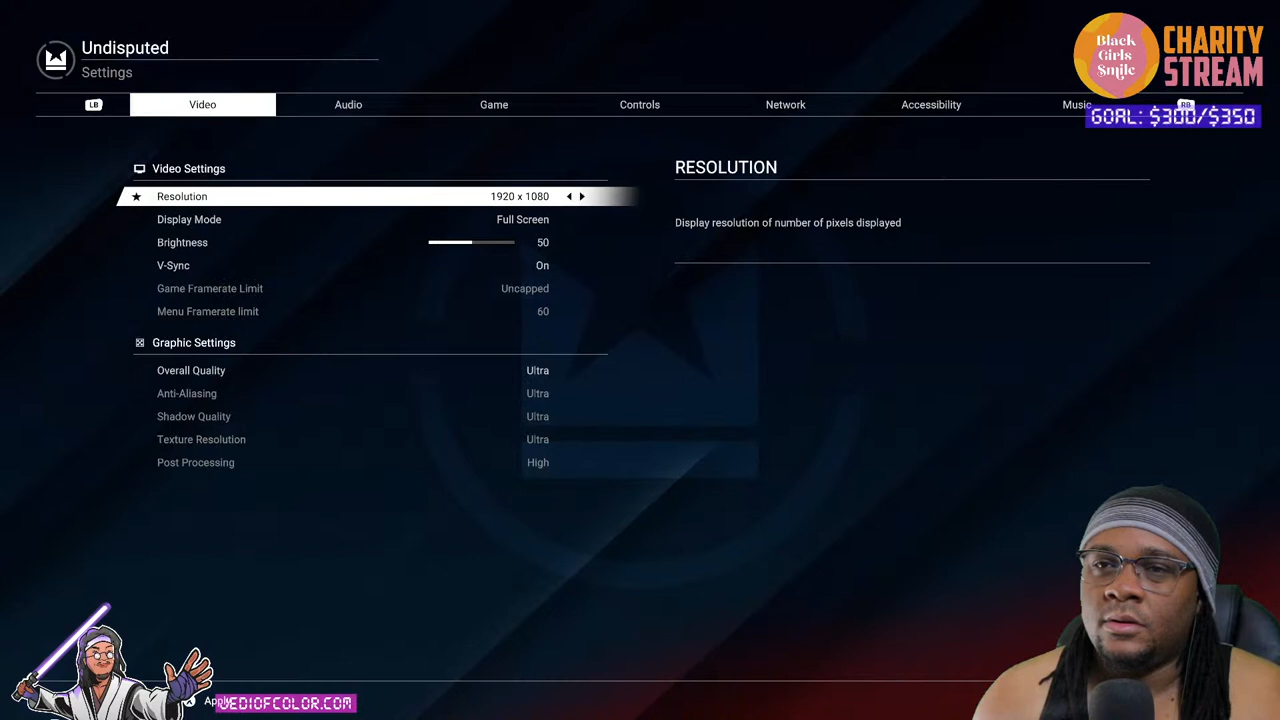 Undisputed
Settings
Black Girls Smile
CHARITY STREAM
GOAL: $300/$350
LB
Video
Audio
Game
Controls
Network
Accessibility
Music
RB
Video Settings
Resolution 1920 x 1080
Display Mode Full Screen
Brightness 50
V-Sync On
Game Framerate Limit Uncapped
Menu Framerate limit 60
Graphic Settings
Overall Quality Ultra
Anti-Aliasing Ultra
Shadow Quality Ultra
Texture Resolution Ultra
Post Processing High
RESOLUTION
Display resolution of number of pixels displayed
JEDIOFCOLOR.COM